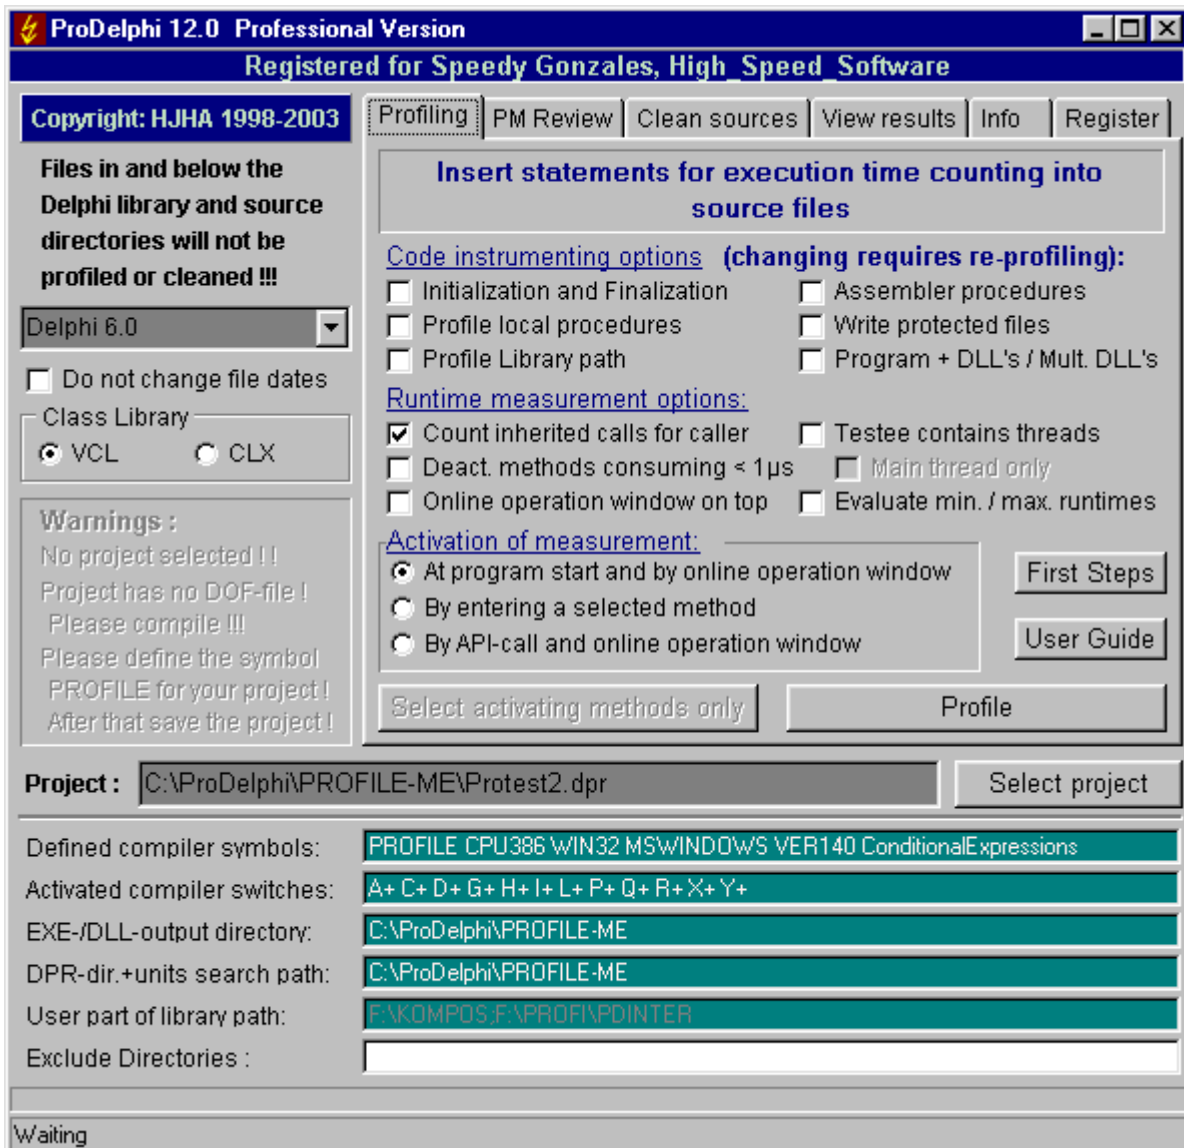 ProDelphi 12.0 Professional Version
Registered for Speedy Gonzales, High_Speed_Software
Copyright: HJHA 1998-2003
Files in and below the
Delphi library and source
directories will not be
profiled or cleaned !!!
Delphi 6.0
Do not change file dates
Class Library
VCL CLX
Warnings :
No project selected ! !
Project has no DOF-file !
Please compile !!!
Please define the symbol
PROFILE for your project !
After that save the project !
Profiling PM Review Clean sources View results Info Register
Insert statements for execution time counting into
source files
Code instrumenting options (changing requires re-profiling):
Initialization and Finalization Assembler procedures
Profile local procedures Write protected files
Profile Library path Program + DLL's / Mult. DLL's
Runtime measurement options:
Count inherited calls for caller Testee contains threads
Deact. methods consuming < 1µs Main thread only
Online operation window on top Evaluate min. / max. runtimes
Activation of measurement:
At program start and by online operation window
By entering a selected method
By API-call and online operation window
First Steps
User Guide
Select activating methods only Profile
Project : C:\ProDelphi\PROFILE-ME\Protest2.dpr Select project
Defined compiler symbols: PROFILE CPU386 WIN32 MSWINDOWS VER140 ConditionalExpressions
Activated compiler switches: A+ C+ D+ G+ H+ I+ L+ P+ Q+ R+ X+ Y+
EXE-/DLL-output directory: C:\ProDelphi\PROFILE-ME
DPR-dir.+units search path: C:\ProDelphi\PROFILE-ME
User part of library path: F:\KOMPOS;F:\PROFI\PDINTER
Exclude Directories :
Waiting